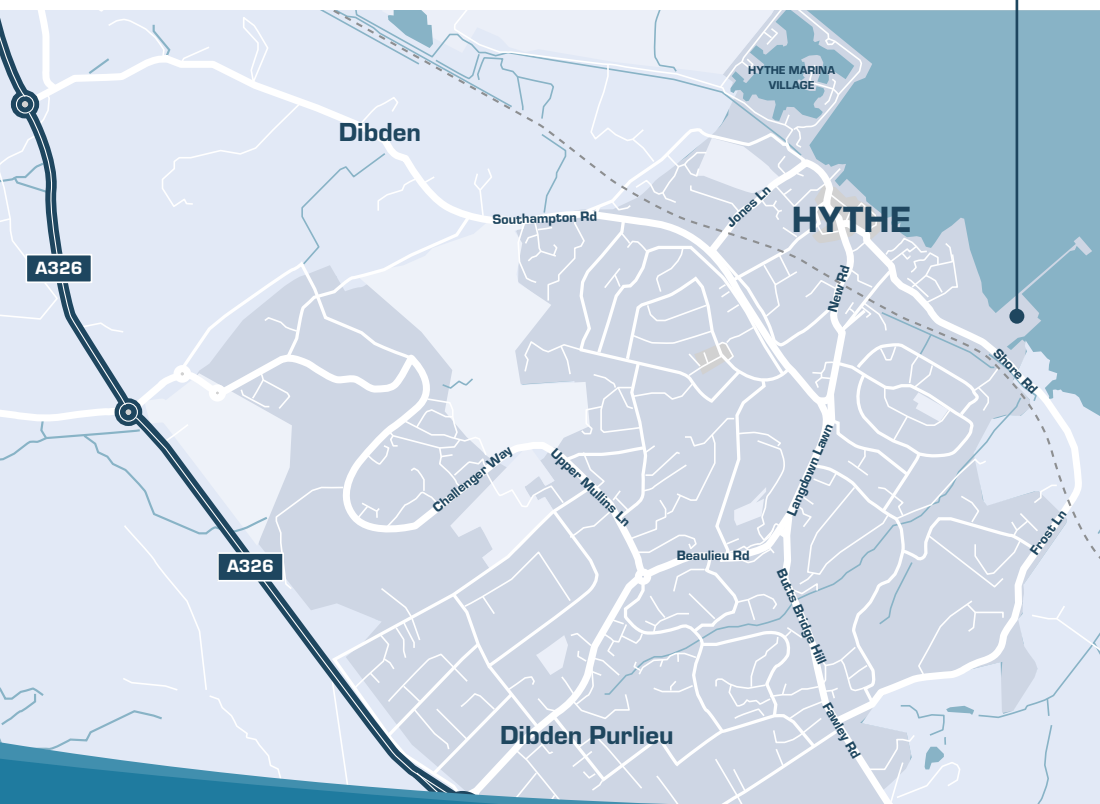 HYTHE MARINA
VILLAGE
Dibden
Jones Ln
Southampton Rd
HYTHE
A326
New Rd
Shore Rd
Challenger Way
Upper Mullins Ln
Langdown Lawn
Frost Ln
Beaulieu Rd
A326
Butts Bridge Hill
Fawley Rd
Dibden Purlieu